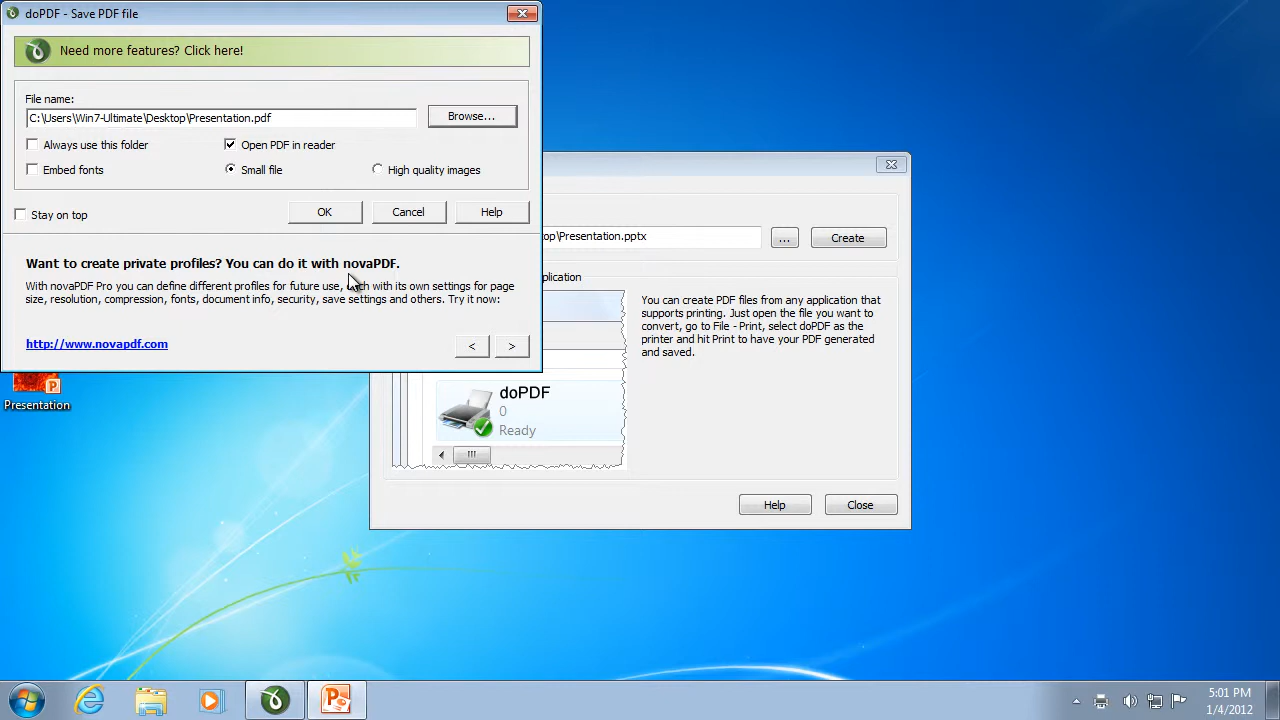 doPDF - Save PDF file
Need more features? Click here!
File name:
C:\Users\Win7-Ultimate\Desktop\Presentation.pdf
Browse...
Always use this folder
Open PDF in reader
Embed fonts
Small file
High quality images
Stay on top
OK
Cancel
Help
Want to create private profiles? You can do it with novaPDF.
With novaPDF Pro you can define different profiles for future use, with its own settings for page
size, resolution, compression, fonts, document info, security, save settings and others. Try it now:
http://www.novapdf.com
<
>
\Presentation.pptx
...
Create
You can create PDF files from any application that
supports printing. Just open the file you want to
convert, go to File - Print, select doPDF as the
printer and hit Print to have your PDF generated
and saved.
doPDF
0
Ready
Help
Close
Presentation
5:01 PM
1/4/2012